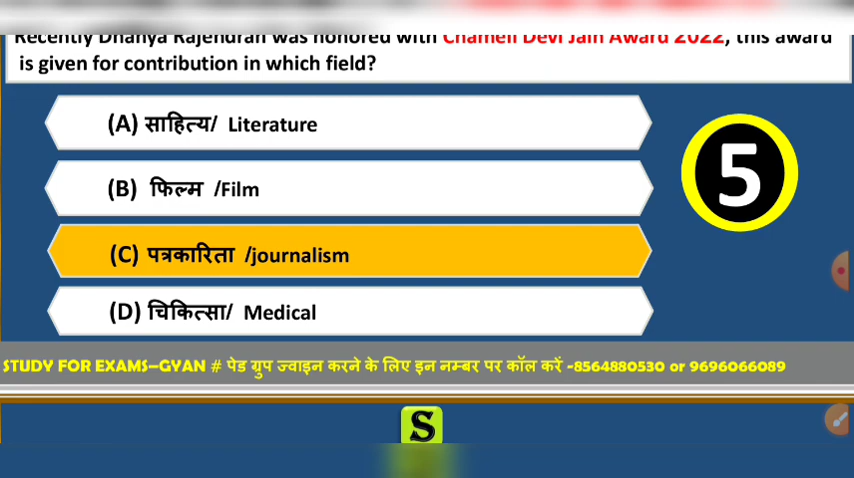 Recently Dhanya Rajendran was honored with Chameli Devi Jain Award 2022, this award
is given for contribution in which field?
(A) साहित्य/ Literature
(B) फिल्म /Film
5
(C) पत्रकारिता /journalism
(D) चिकित्सा/ Medical
STUDY FOR EXAMS–GYAN # पेड ग्रुप ज्वाइन करने के लिए इन नम्बर पर कॉल करें -8564880530 or 9696066089
S